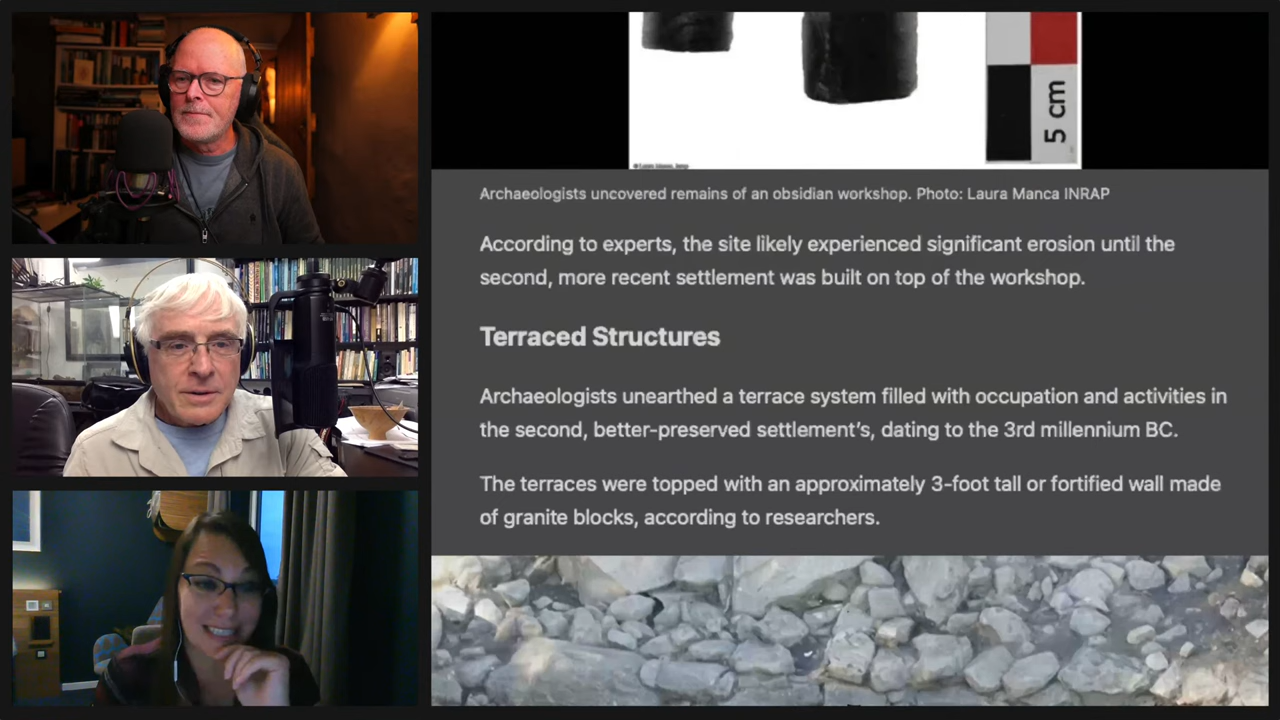 5 cm
Archaeologists uncovered remains of an obsidian workshop. Photo: Laura Manca INRAP
According to experts, the site likely experienced significant erosion until the
second, more recent settlement was built on top of the workshop.
Terraced Structures
Archaeologists unearthed a terrace system filled with occupation and activities in
the second, better-preserved settlement’s, dating to the 3rd millennium BC.
The terraces were topped with an approximately 3-foot tall or fortified wall made
of granite blocks, according to researchers.